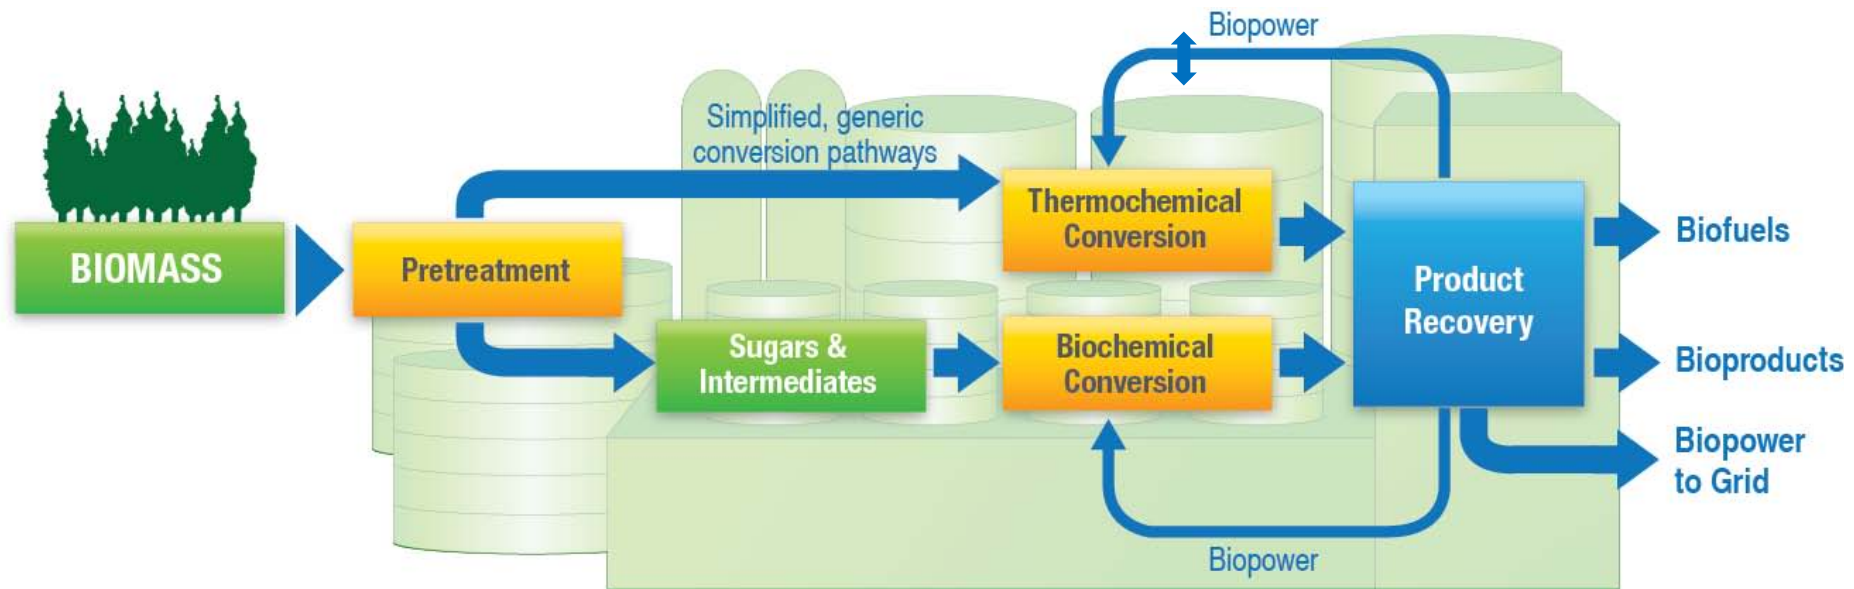 Biopower
Simplified, generic
conversion pathways
BIOMASS
Pretreatment
Thermochemical
Conversion
Sugars &
Intermediates
Biochemical
Conversion
Product
Recovery
Biofuels
Bioproducts
Biopower
to Grid
Biopower